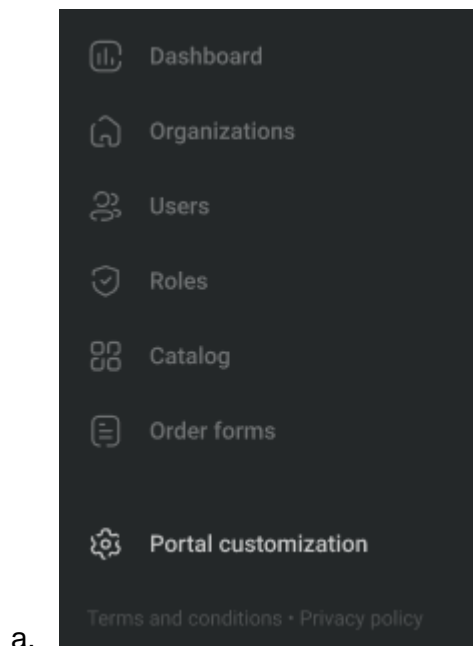 Dashboard
Organizations
Users
Roles
Catalog
Order forms
Portal customization
Terms and conditions • Privacy policy
a.